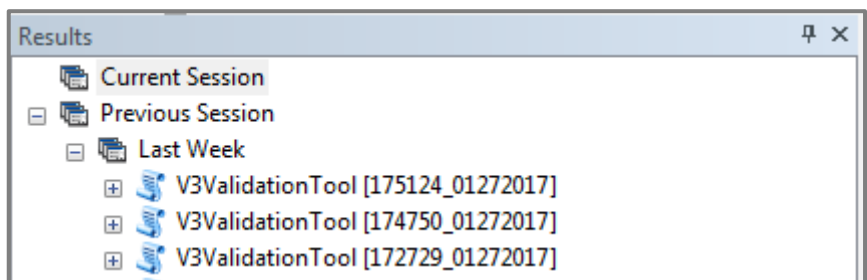 Results
Current Session
Previous Session
Last Week
V3ValidationTool [175124_01272017]
V3ValidationTool [174750_01272017]
V3ValidationTool [172729_01272017]